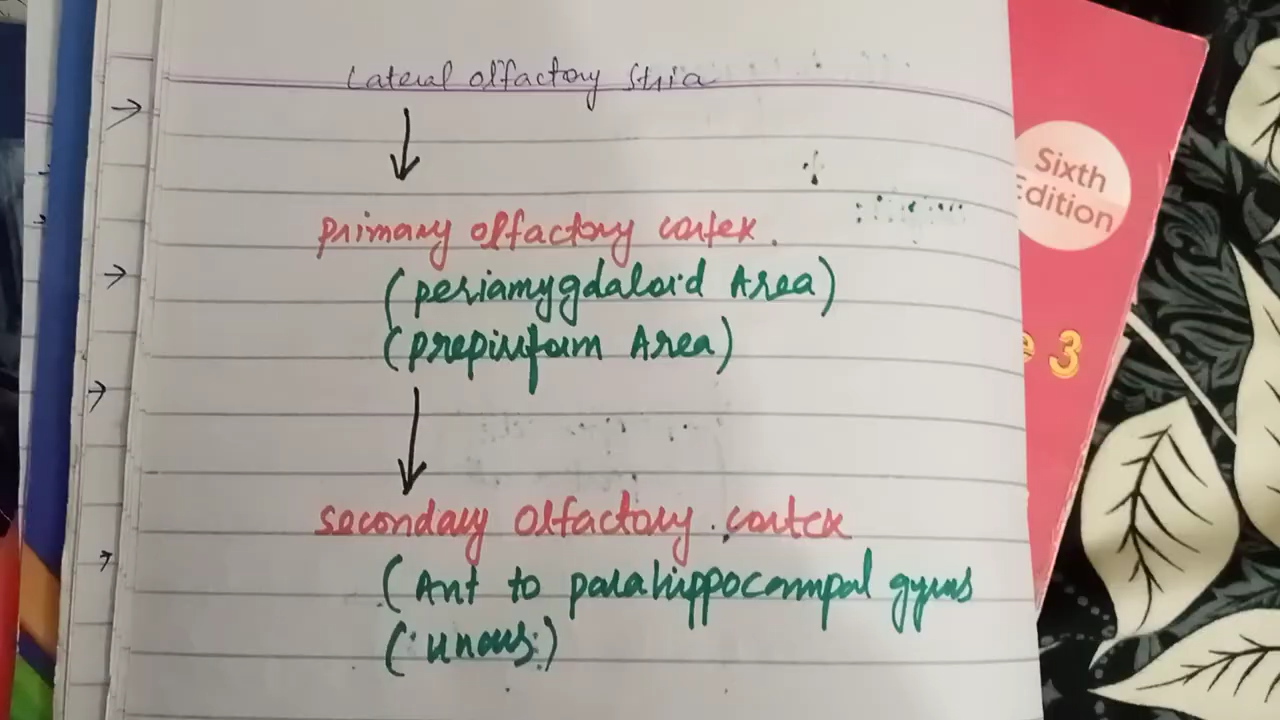 Lateral olfactory stria
primary olfactory cortex.
(periamygdaloid Area)
(prepiriform Area)
secondary olfactory cortex
(Ant to parahippocampal gyrus
(uncus)
Sixth
Edition
3